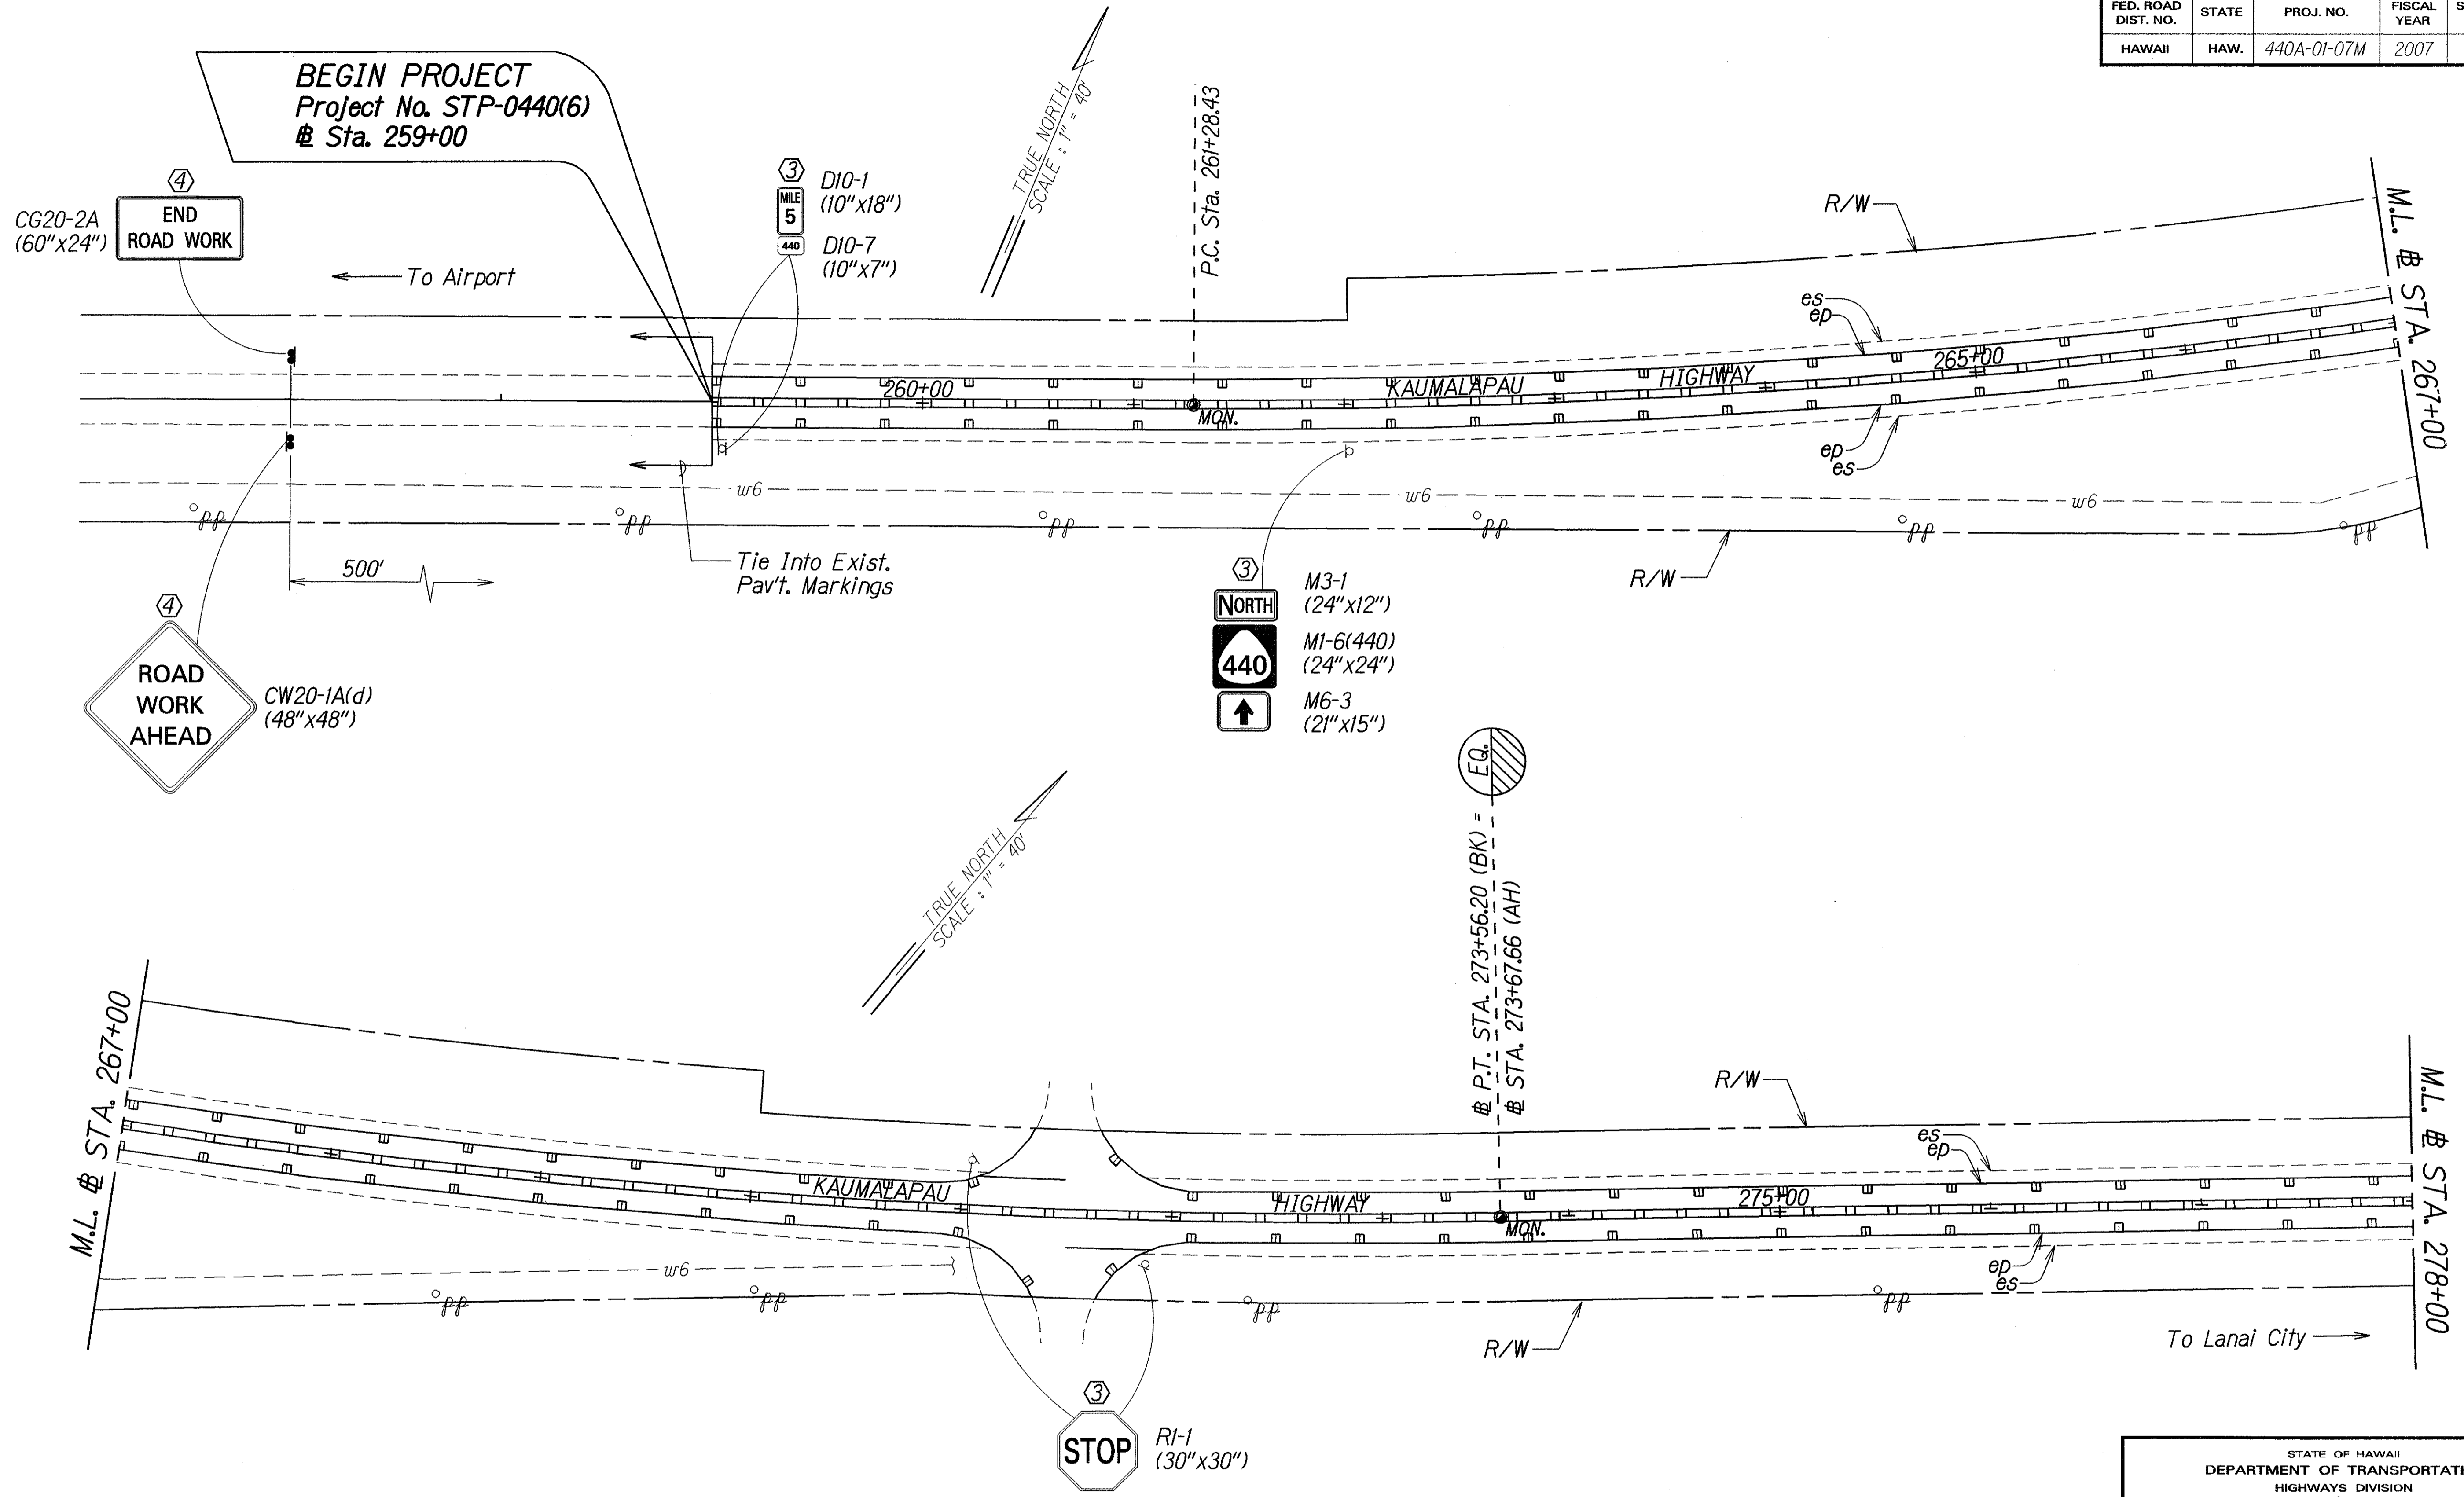 FED. ROAD DIST. NO.
STATE
PROJ. NO.
FISCAL YEAR
HAWAII
HAW.
440A-01-07M
2007
BEGIN PROJECT
Project No. STP-0440(6)
℄ Sta. 259+00
4
CG20-2A
(60"x24")
END
ROAD WORK
To Airport
3
D10-1
(10"x18")
MILE
5
440
D10-7
(10"x7")
TRUE NORTH
SCALE : 1" = 40'
P.C. Sta. 261+28.43
R/W
es
ep
260+00
KAUMALAPAU
HIGHWAY
265+00
MON.
ep
es
M.L. ℄ STA. 267+00
w6
w6
w6
pp
pp
pp
pp
pp
pp
500'
Tie Into Exist.
Pav't. Markings
R/W
4
ROAD
WORK
AHEAD
CW20-1A(d)
(48"x48")
3
NORTH
M3-1
(24"x12")
440
M1-6(440)
(24"x24")
M6-3
(21"x15")
EQ.
℄ P.T. STA. 273+56.20 (BK) =
℄ STA. 273+67.66 (AH)
TRUE NORTH
SCALE : 1" = 40'
M.L. ℄ STA. 267+00
KAUMALAPAU
HIGHWAY
275+00
MON.
R/W
es
ep
ep
es
M.L. ℄ STA. 278+00
w6
pp
pp
pp
pp
R/W
To Lanai City
3
STOP
R1-1
(30"x30")
STATE OF HAWAII
DEPARTMENT OF TRANSPORTATI
HIGHWAYS DIVISION